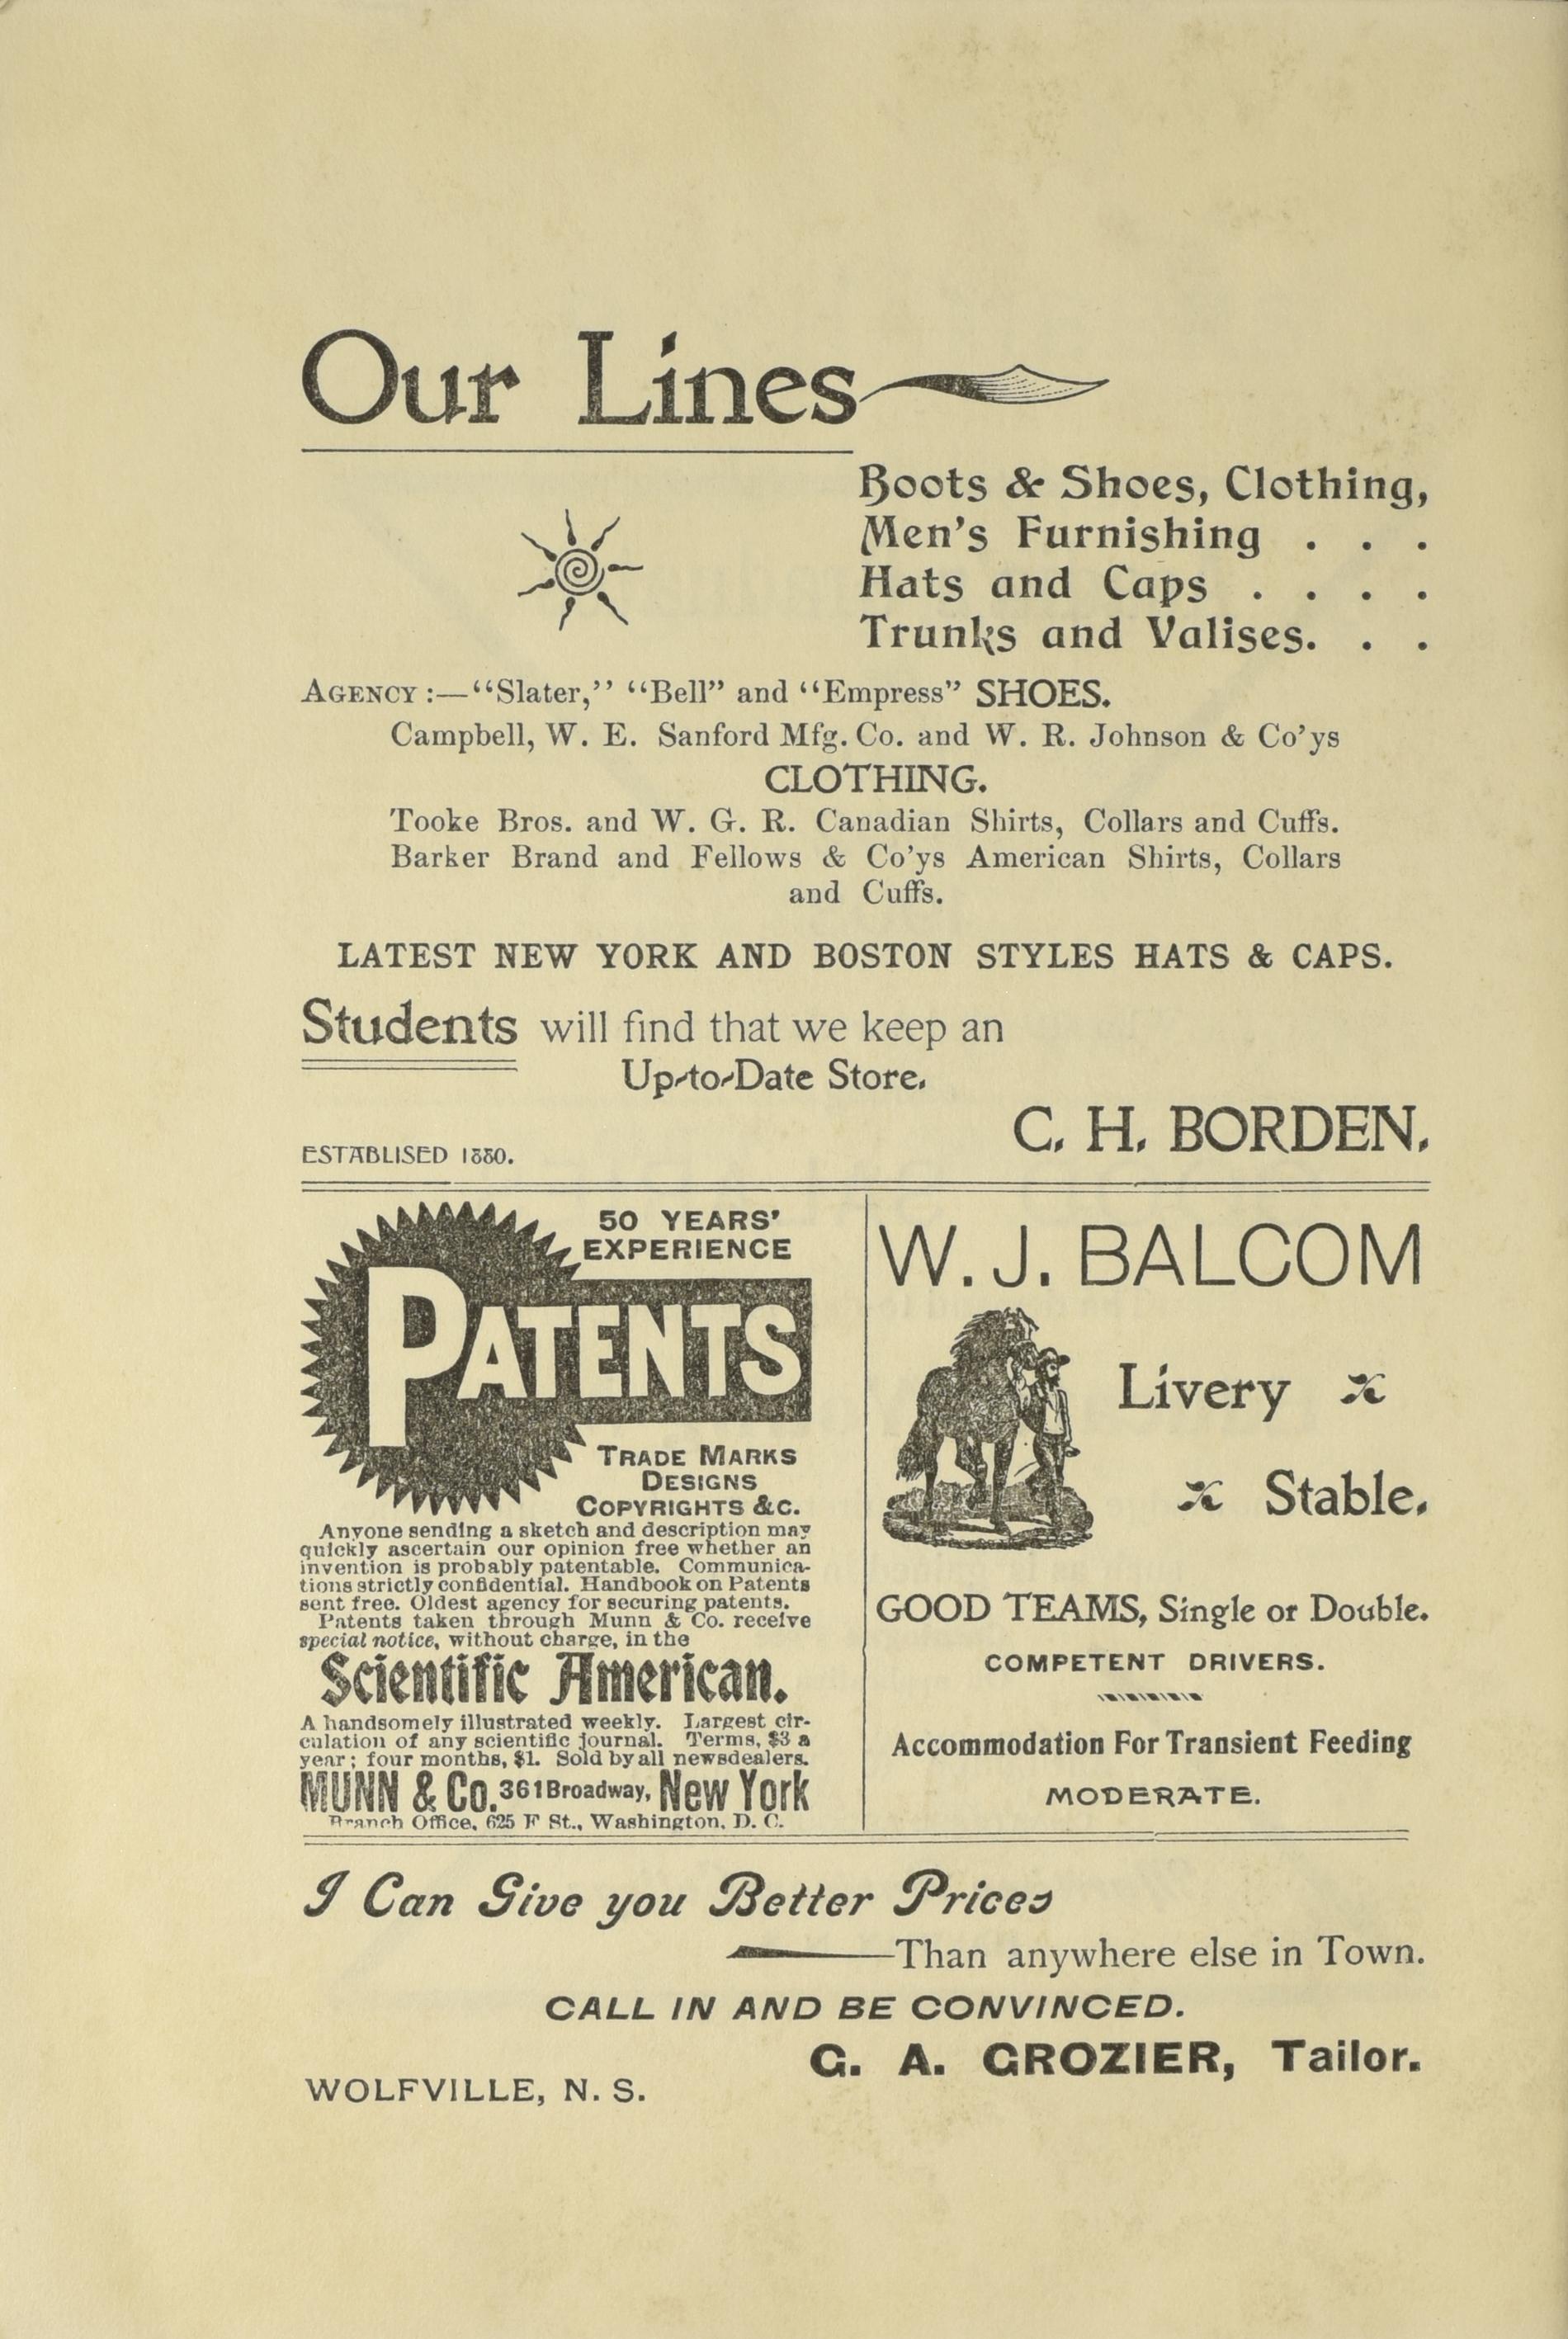 Our Lines
Boots & Shoes, Clothing,
Men's Furnishing . . .
Hats and Caps . . . .
Trunks and Valises. . .
AGENCY :—"Slater," "Bell" and "Empress" SHOES.
Campbell, W. E. Sanford Mfg. Co. and W. R. Johnson & Co'ys
CLOTHING.
Tooke Bros. and W. G. R. Canadian Shirts, Collars and Cuffs.
Barker Brand and Fellows & Co'ys American Shirts, Collars
and Cuffs.
LATEST NEW YORK AND BOSTON STYLES HATS & CAPS.
Students will find that we keep an
Up-to-Date Store.
C. H. BORDEN.
ESTABLISED 1880.
50 YEARS'
EXPERIENCE
PATENTS
TRADE MARKS
DESIGNS
COPYRIGHTS &C.
Anyone sending a sketch and description may
quickly ascertain our opinion free whether an
invention is probably patentable. Communica-
tions strictly confidential. Handbook on Patents
sent free. Oldest agency for securing patents.
Patents taken through Munn & Co. receive
special notice, without charge, in the
Scientific American.
A handsomely illustrated weekly. Largest cir-
culation of any scientific journal. Terms, $3 a
year; four months, $1. Sold by all newsdealers.
MUNN & Co. 361 Broadway, New York
Branch Office, 625 F St., Washington, D. C.
W. J. BALCOM
Livery
Stable.
GOOD TEAMS, Single or Double.
COMPETENT DRIVERS.
Accommodation For Transient Feeding
MODERATE.
I Can Give you Better Prices
—Than anywhere else in Town.
CALL IN AND BE CONVINCED.
G. A. GROZIER, Tailor.
WOLFVILLE, N. S.